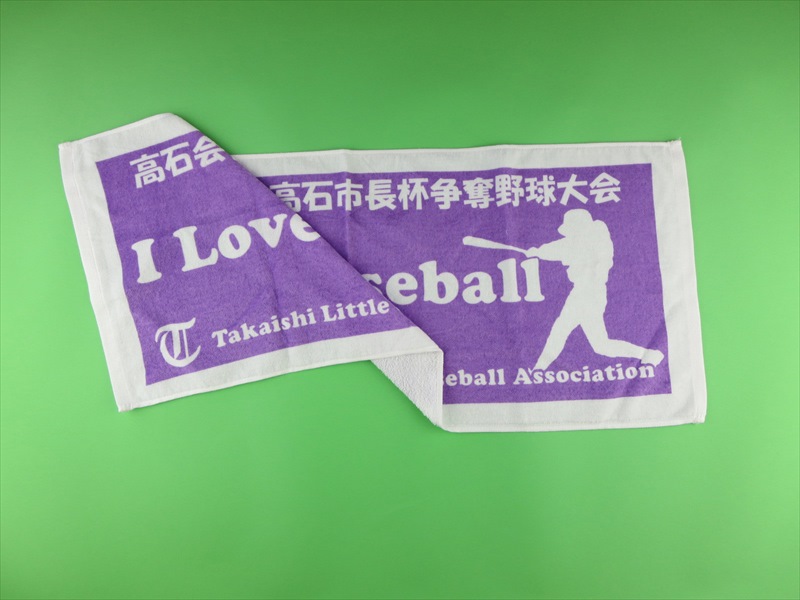 高石会
高石市長杯争奪野球大会
I Love
seball
T
Takaishi Little
eball Association